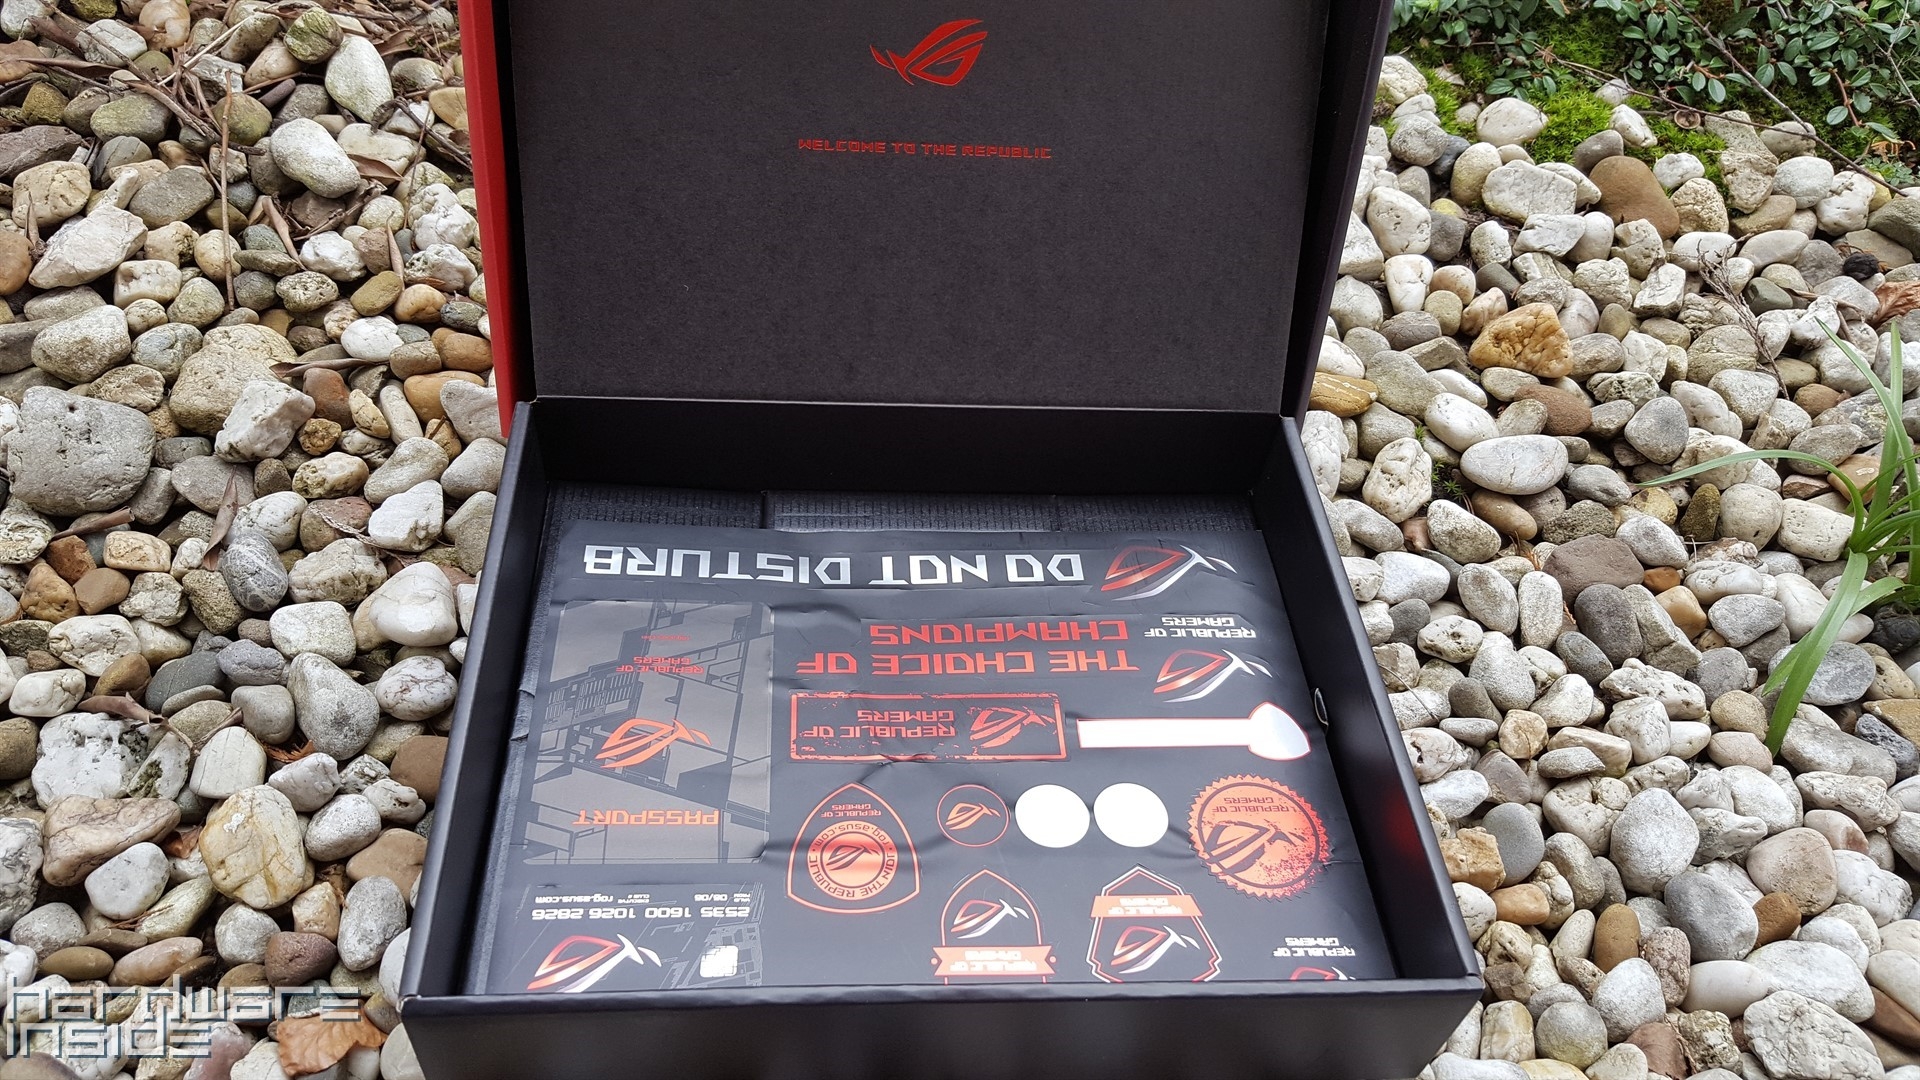 WELCOME TO THE REPUBLIC
DO NOT DISTURB
REPUBLIC OF
GAMERS
THE CHOICE OF
CHAMPIONS
REPUBLIC OF
GAMERS
REPUBLIC OF
GAMERS
PASSPORT
REPUBLIC OF
GAMERS
JOIN THE REPUBLIC
rog.asus.com
REPUBLIC OF
GAMERS
2535 1600 1026 2826
08/06
rog.asus.com
REPUBLIC OF
GAMERS
REPUBLIC OF
GAMERS
REPUBLIC OF
GAMERS
hardware
inside